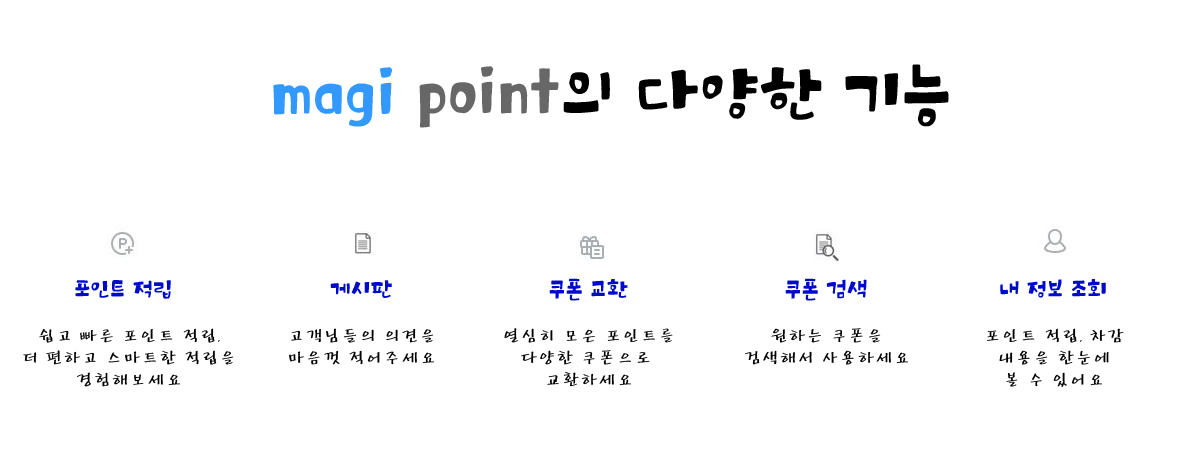 magi point의 다양한 기능
포인트 적립
쉽고 빠른 포인트 적립,
더 편하고 스마트한 적립을
경험해보세요
게시판
고객님들의 의견을
마음껏 적어주세요
쿠폰 교환
열심히 모은 포인트를
다양한 쿠폰으로
교환하세요
쿠폰 검색
원하는 쿠폰을
검색해서 사용하세요
내 정보 조회
포인트 적립, 차감
내용을 한눈에
볼 수 있어요